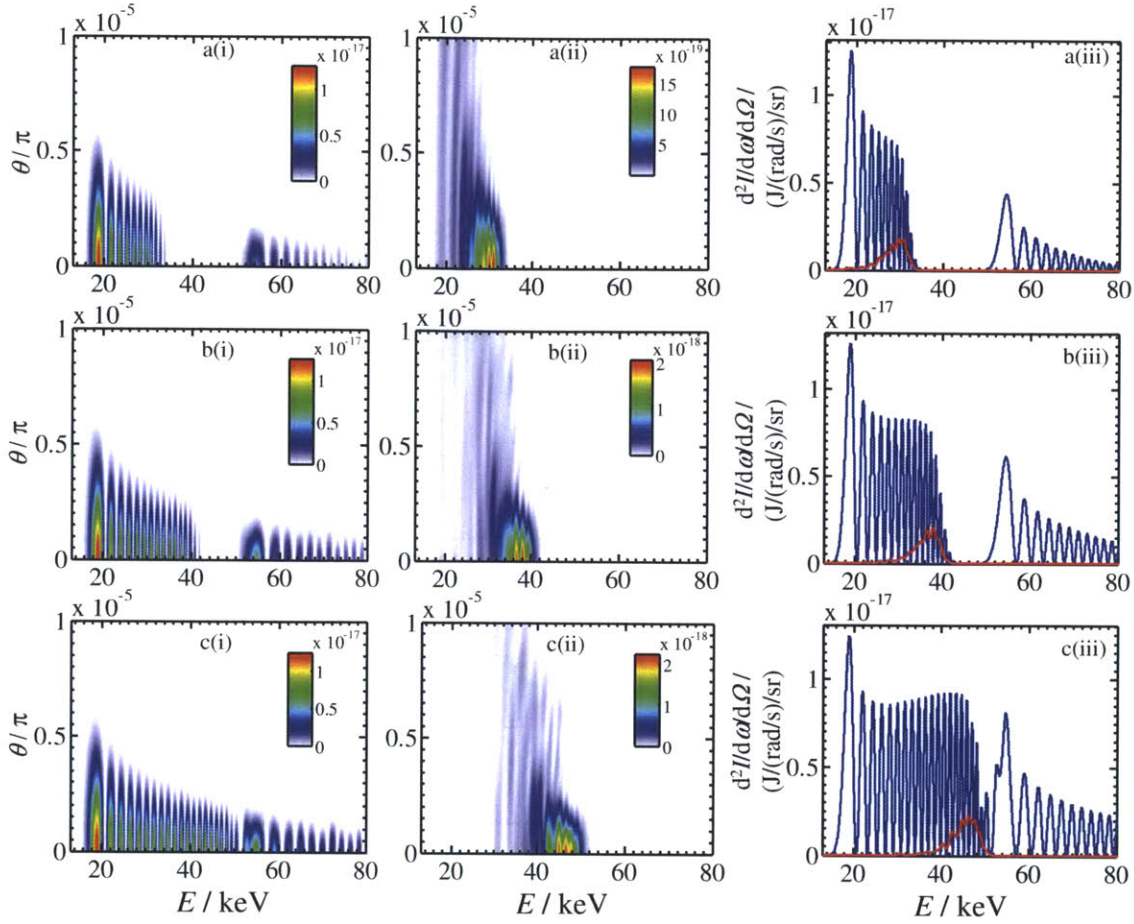 x 10⁻⁵
a(i)
x 10⁻¹⁷
1
0.5
0
1
0.5
0
θ / π
20 40 60 80
x 10⁻⁵
a(ii)
x 10⁻¹⁹
15
10
5
1
0.5
0
20 40 60 80
x 10⁻¹⁷
a(iii)
1
0.5
0
d²I/dω/dΩ /
(J/(rad/s)/sr)
20 40 60 80
x 10⁻⁵
b(i)
x 10⁻¹⁷
1
0.5
0
1
0.5
0
θ / π
20 40 60 80
x 10⁻⁵
b(ii)
x 10⁻¹⁸
2
1
0
1
0.5
0
20 40 60 80
x 10⁻¹⁷
b(iii)
1
0.5
0
d²I/dω/dΩ /
(J/(rad/s)/sr)
20 40 60 80
x 10⁻⁵
c(i)
x 10⁻¹⁷
1
0.5
0
1
0.5
0
θ / π
20 40 60 80
E / keV
x 10⁻⁵
c(ii)
x 10⁻¹⁸
2
1
0
1
0.5
0
20 40 60 80
E / keV
x 10⁻¹⁷
c(iii)
1
0.5
0
d²I/dω/dΩ /
(J/(rad/s)/sr)
20 40 60 80
E / keV